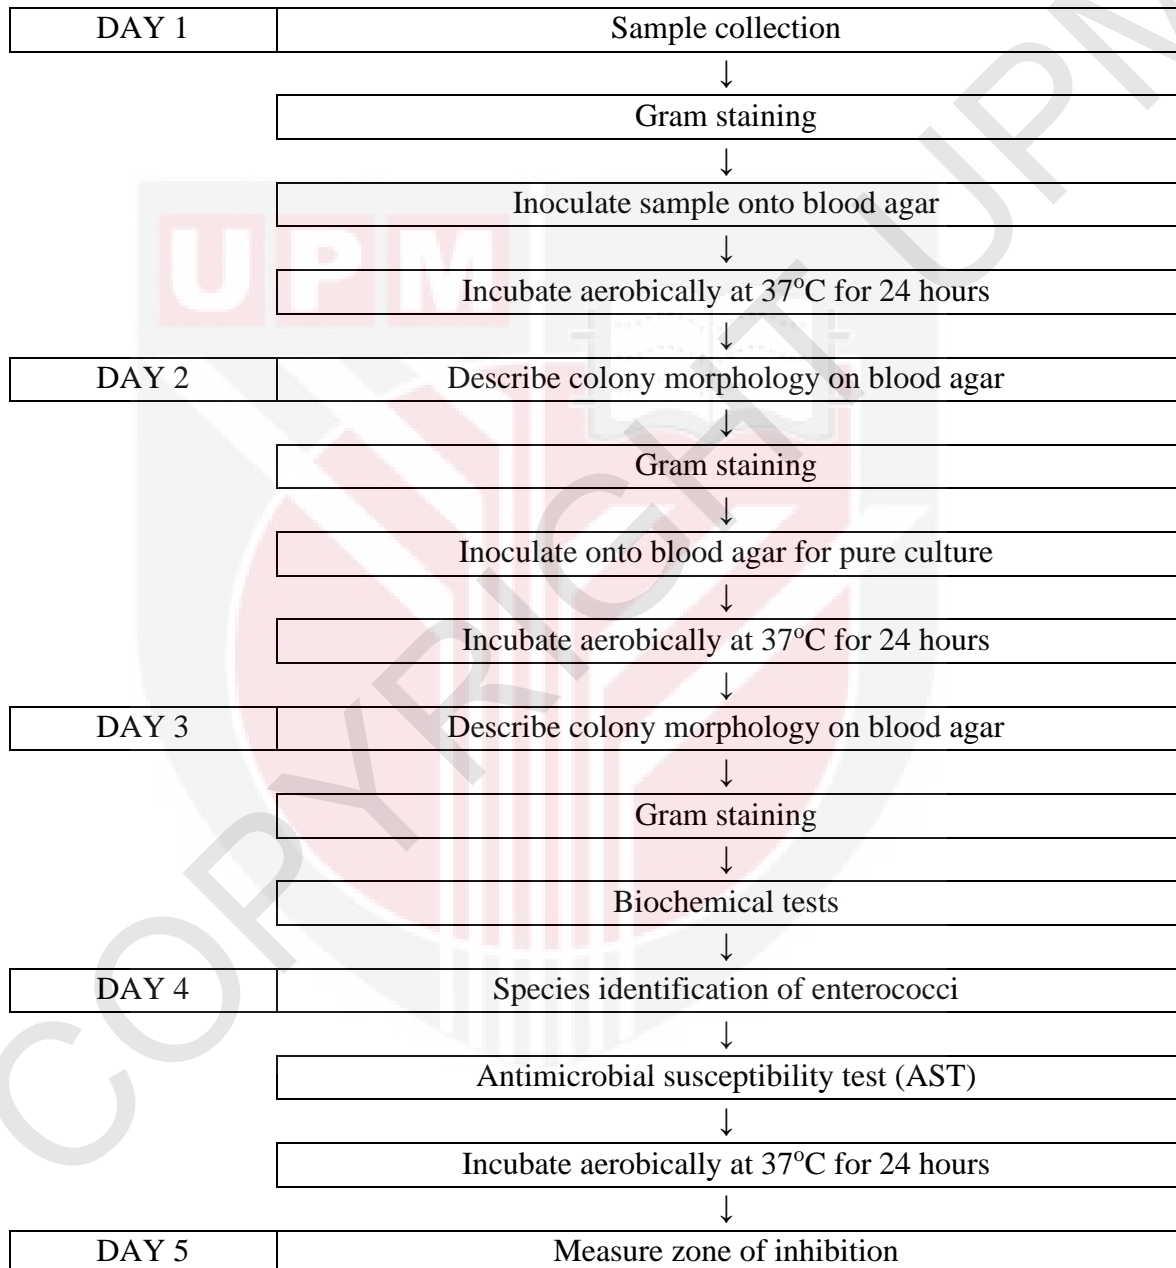 DAY 1 Sample collection
↓
Gram staining
↓
Inoculate sample onto blood agar
↓
Incubate aerobically at 37°C for 24 hours
↓
DAY 2 Describe colony morphology on blood agar
↓
Gram staining
↓
Inoculate onto blood agar for pure culture
↓
Incubate aerobically at 37°C for 24 hours
↓
DAY 3 Describe colony morphology on blood agar
↓
Gram staining
↓
Biochemical tests
↓
DAY 4 Species identification of enterococci
↓
Antimicrobial susceptibility test (AST)
↓
Incubate aerobically at 37°C for 24 hours
↓
DAY 5 Measure zone of inhibition
UPM
COPYRIGHT UPM